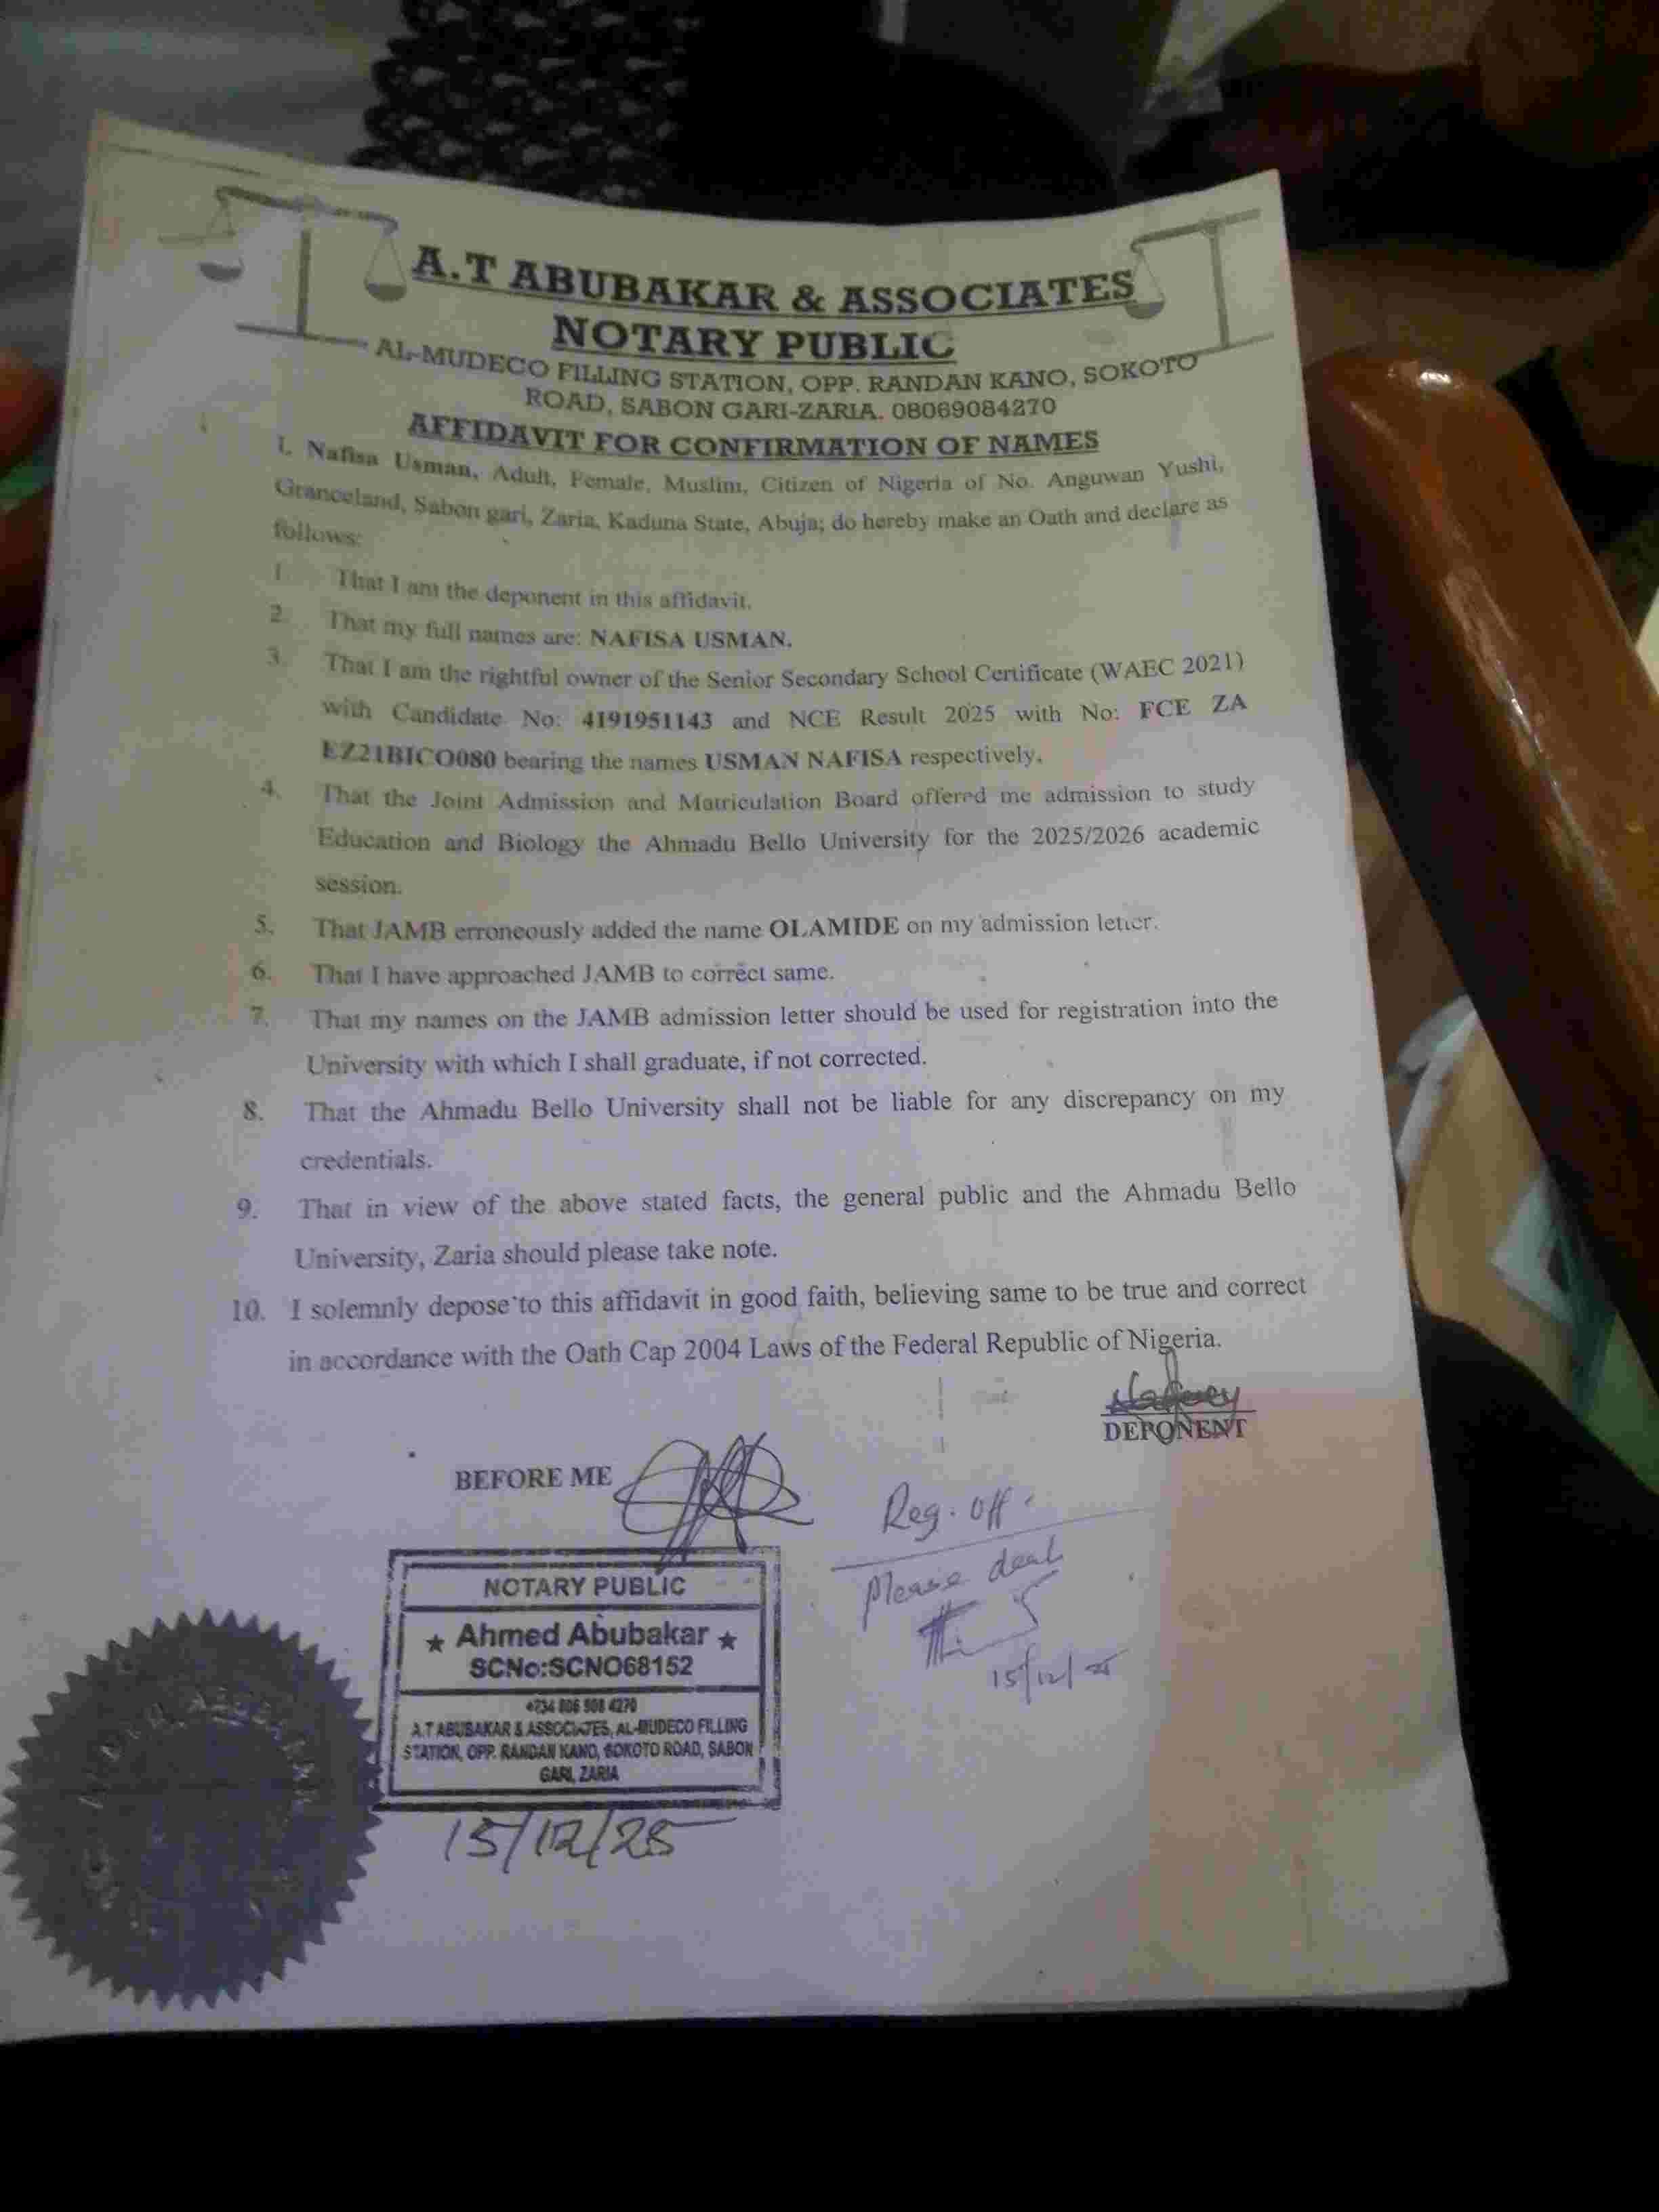 A.T ABUBAKAR & ASSOCIATES
NOTARY PUBLIC
AL-MUDECO FILLING STATION, OPP. RANDAN KANO, SOKOTO
ROAD, SABON GARI-ZARIA. 08069084270
AFFIDAVIT FOR CONFIRMATION OF NAMES
I, Nafisa Usman, Adult, Female, Muslim, Citizen of Nigeria of No. Anguwan Yushi,
Granceland, Sabon gari, Zaria, Kaduna State, Abuja; do hereby make an Oath and declare as
follows:
1. That I am the deponent in this affidavit.
2. That my full names are: NAFISA USMAN.
3. That I am the rightful owner of the Senior Secondary School Certificate (WAEC 2021)
with Candidate No: 4191951143 and NCE Result 2025 with No: FCE ZA
EZ21BICO080 bearing the names USMAN NAFISA respectively.
4. That the Joint Admission and Matriculation Board offered me admission to study
Education and Biology the Ahmadu Bello University for the 2025/2026 academic
session.
5. That JAMB erroneously added the name OLAMIDE on my admission letter.
6. That I have approached JAMB to correct same.
7. That my names on the JAMB admission letter should be used for registration into the
University with which I shall graduate, if not corrected.
8. That the Ahmadu Bello University shall not be liable for any discrepancy on my
credentials.
9. That in view of the above stated facts, the general public and the Ahmadu Bello
University, Zaria should please take note.
10. I solemnly depose to this affidavit in good faith, believing same to be true and correct
in accordance with the Oath Cap 2004 Laws of the Federal Republic of Nigeria.
DEPONENT
BEFORE ME
Reg. Off.
Please deal
15/12/25
NOTARY PUBLIC
★ Ahmed Abubakar ★
SCNo:SCNO68152
+234 806 908 4270
A.T ABUBAKAR & ASSOCIATES, AL-MUDECO FILLING
STATION, OPP. RANDAN KANO, SOKOTO ROAD, SABON
GARI, ZARIA
15/12/25